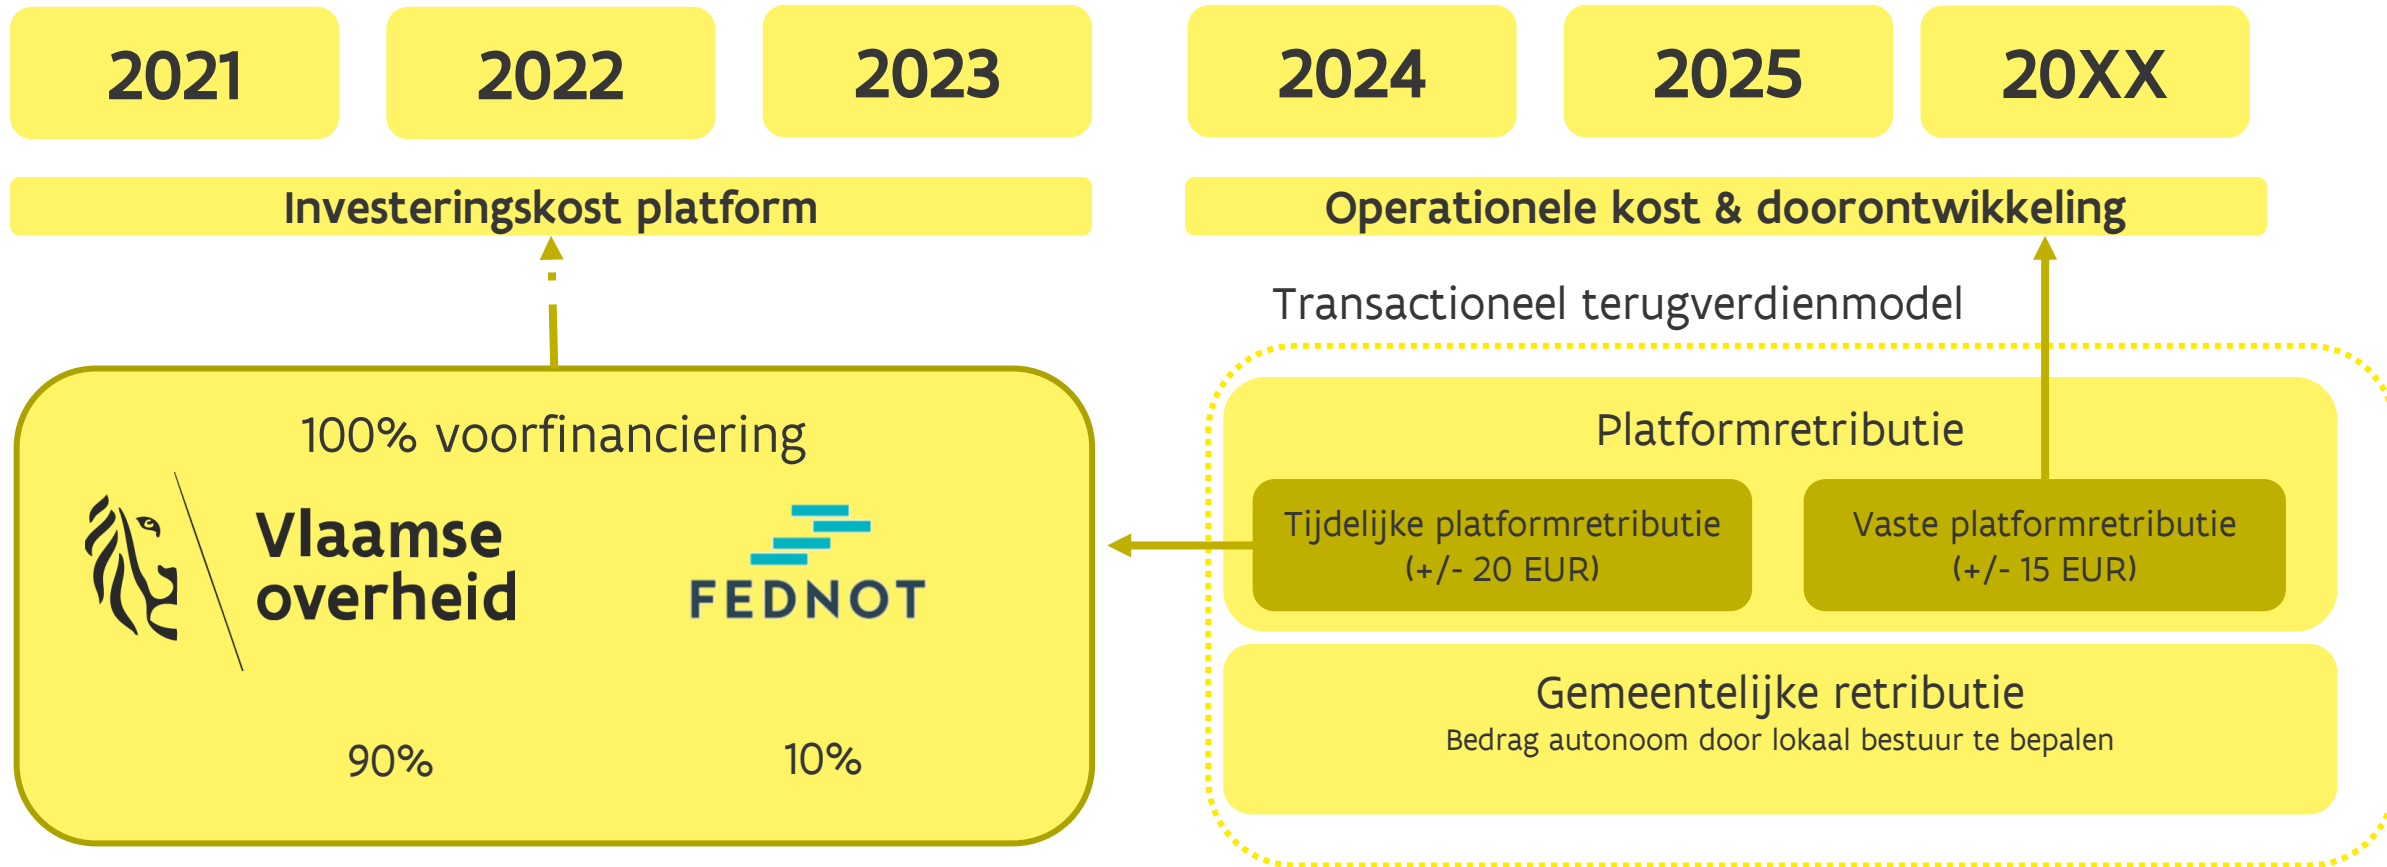 2021
2022
2023
2024
2025
20XX
Investeringskost platform
Operationele kost & doorontwikkeling
Transactioneel terugverdienmodel
100% voorfinanciering
Vlaamse
overheid
FEDNOT
90%
10%
Platformretributie
Tijdelijke platformretributie
(+/- 20 EUR)
Vaste platformretributie
(+/- 15 EUR)
Gemeentelijke retributie
Bedrag autonoom door lokaal bestuur te bepalen